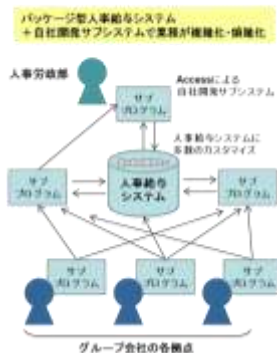 パッケージ型人事給与システム
＋自社開発サブシステムで業務が複雑化・煩雑化
人事労政部
Accessによる
自社開発サブシステム
サブ
プログラム
人事給与システムに
多数のカスタマイズ
サブ
プログラム
人事給与
システム
サブ
プログラム
サブ
プログラム
サブ
プログラム
サブ
プログラム
グループ会社の各拠点